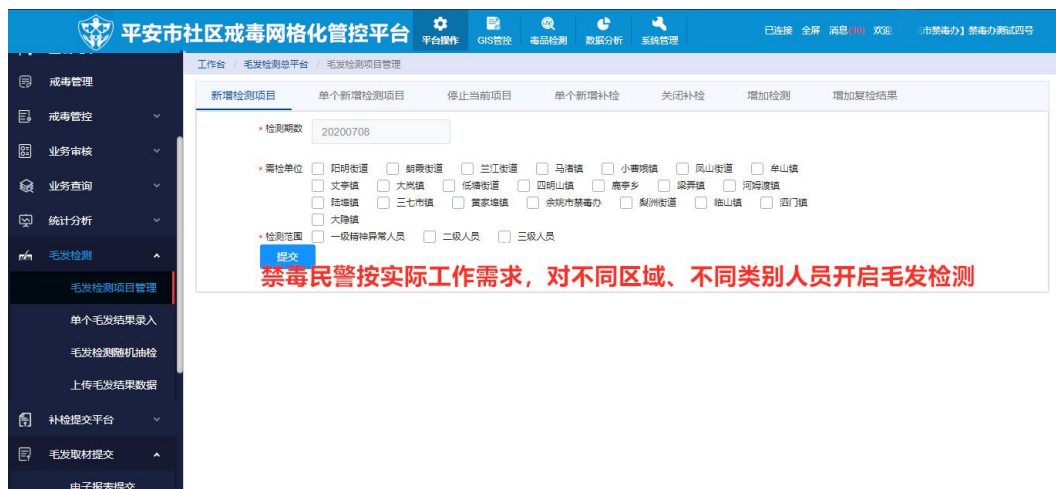 平安市社区戒毒网格化管控平台
平台操作 GIS管控 毒品检测 数据分析 系统管理
已连接 全屏 消息(30) 欢迎 市禁毒办】禁毒办测试四号
工作台 / 毛发检测总平台 / 毛发检测项目管理
戒毒管理
戒毒管控
业务审核
业务查询
统计分析
毛发检测
毛发检测项目管理
单个毛发结果录入
毛发检测随机抽检
上传毛发结果数据
补检提交平台
毛发取材提交
电子报表提交
新增检测项目 单个新增检测项目 停止当前项目 单个新增补检 关闭补检 增加检测 增加复检结果
* 检测期数 20200708
* 需检单位 阳明街道 朗霞街道 兰江街道 马渚镇 小曹娥镇 凤山街道 牟山镇
丈亭镇 大岚镇 低塘街道 四明山镇 鹿亭乡 梁弄镇 河姆渡镇
陆埠镇 三七市镇 黄家埠镇 余姚市禁毒办 梨洲街道 临山镇 泗门镇
大隐镇
* 检测范围 一级精神异常人员 二级人员 三级人员
提交
禁毒民警按实际工作需求，对不同区域、不同类别人员开启毛发检测